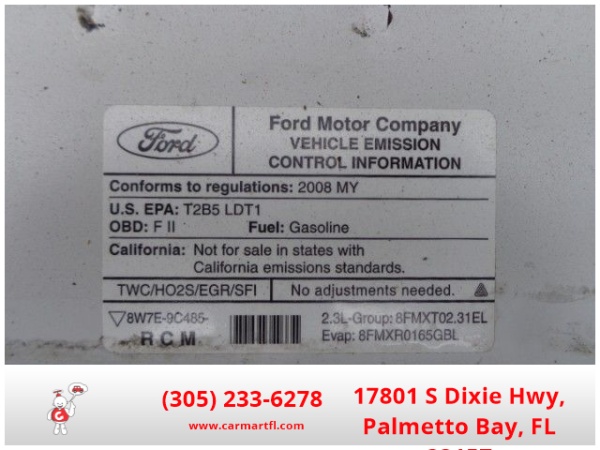 Ford
Ford Motor Company
VEHICLE EMISSION
CONTROL INFORMATION
Conforms to regulations: 2008 MY
U.S. EPA: T2B5 LDT1
OBD: F II Fuel: Gasoline
California: Not for sale in states with
California emissions standards.
TWC/HO2S/EGR/SFI No adjustments needed.
8W7E-9C485-
R C M
2.3L-Group: 8FMXT02.31EL
Evap: 8FMXR0165GBL
(305) 233-6278
www.carmartfl.com
17801 S Dixie Hwy,
Palmetto Bay, FL